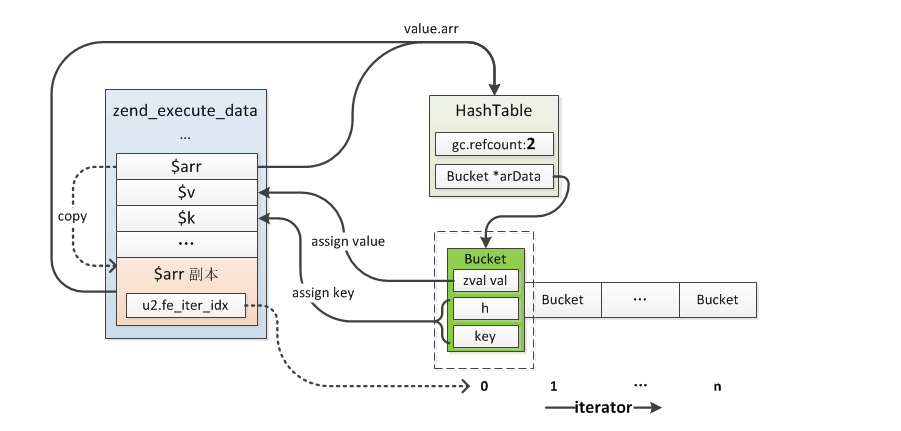 value.arr
zend_execute_data
...
$arr
$v
$k
...
$arr 副本
u2.fe_iter_idx
copy
HashTable
gc.refcount:2
Bucket *arData
assign value
assign key
Bucket
zval val
h
key
Bucket
...
Bucket
0
1
...
n
iterator